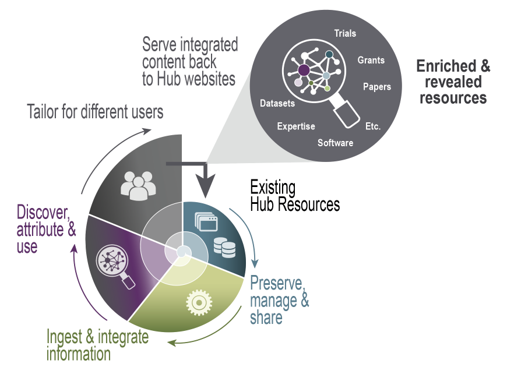 Serve integrated
content back
to Hub websites
Trials
Grants
Papers
Datasets
Expertise
Etc.
Software
Enriched &
revealed
resources
Tailor for different users
Existing
Hub Resources
Discover,
attribute &
use
Preserve,
manage &
share
Ingest & integrate
information